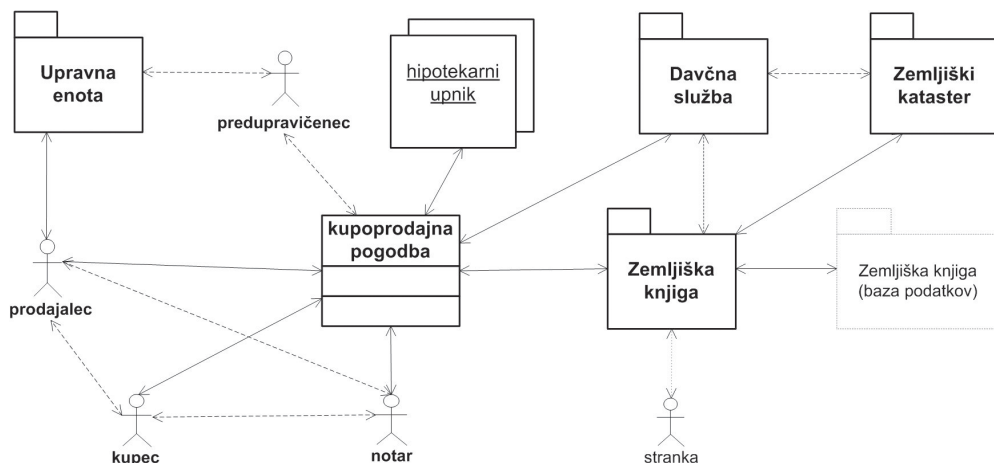 Upravna
enota
predupravičenec
hipotekarni
upnik
Davčna
služba
Zemljiški
kataster
kupoprodajna
pogodba
Zemljiška
knjiga
Zemljiška knjiga
(baza podatkov)
prodajalec
kupec
notar
stranka